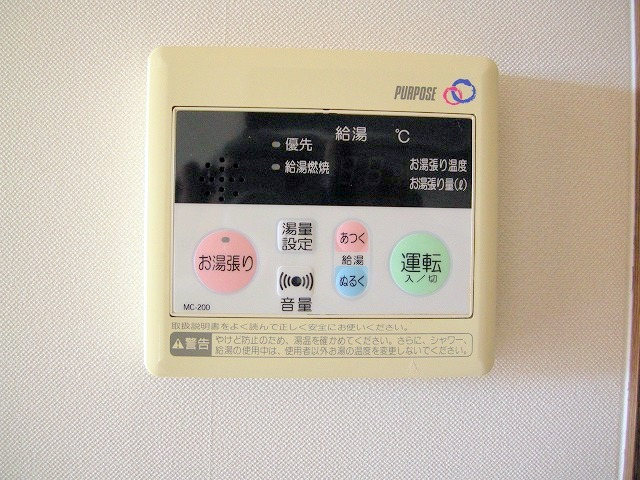 PURPOSE
給湯 ℃
優先
給湯燃焼
お湯張り温度
お湯張り量(ℓ)
お湯張り
湯量
設定
音量
あつく
給湯
ぬるく
運転
入／切
MC-200
取扱説明書をよく読んで正しく安全にお使いください。
警告
やけど防止のため、湯温を確かめてください。さらに、シャワー、
給湯の使用中は、使用者以外お湯の温度を変更しないでください。